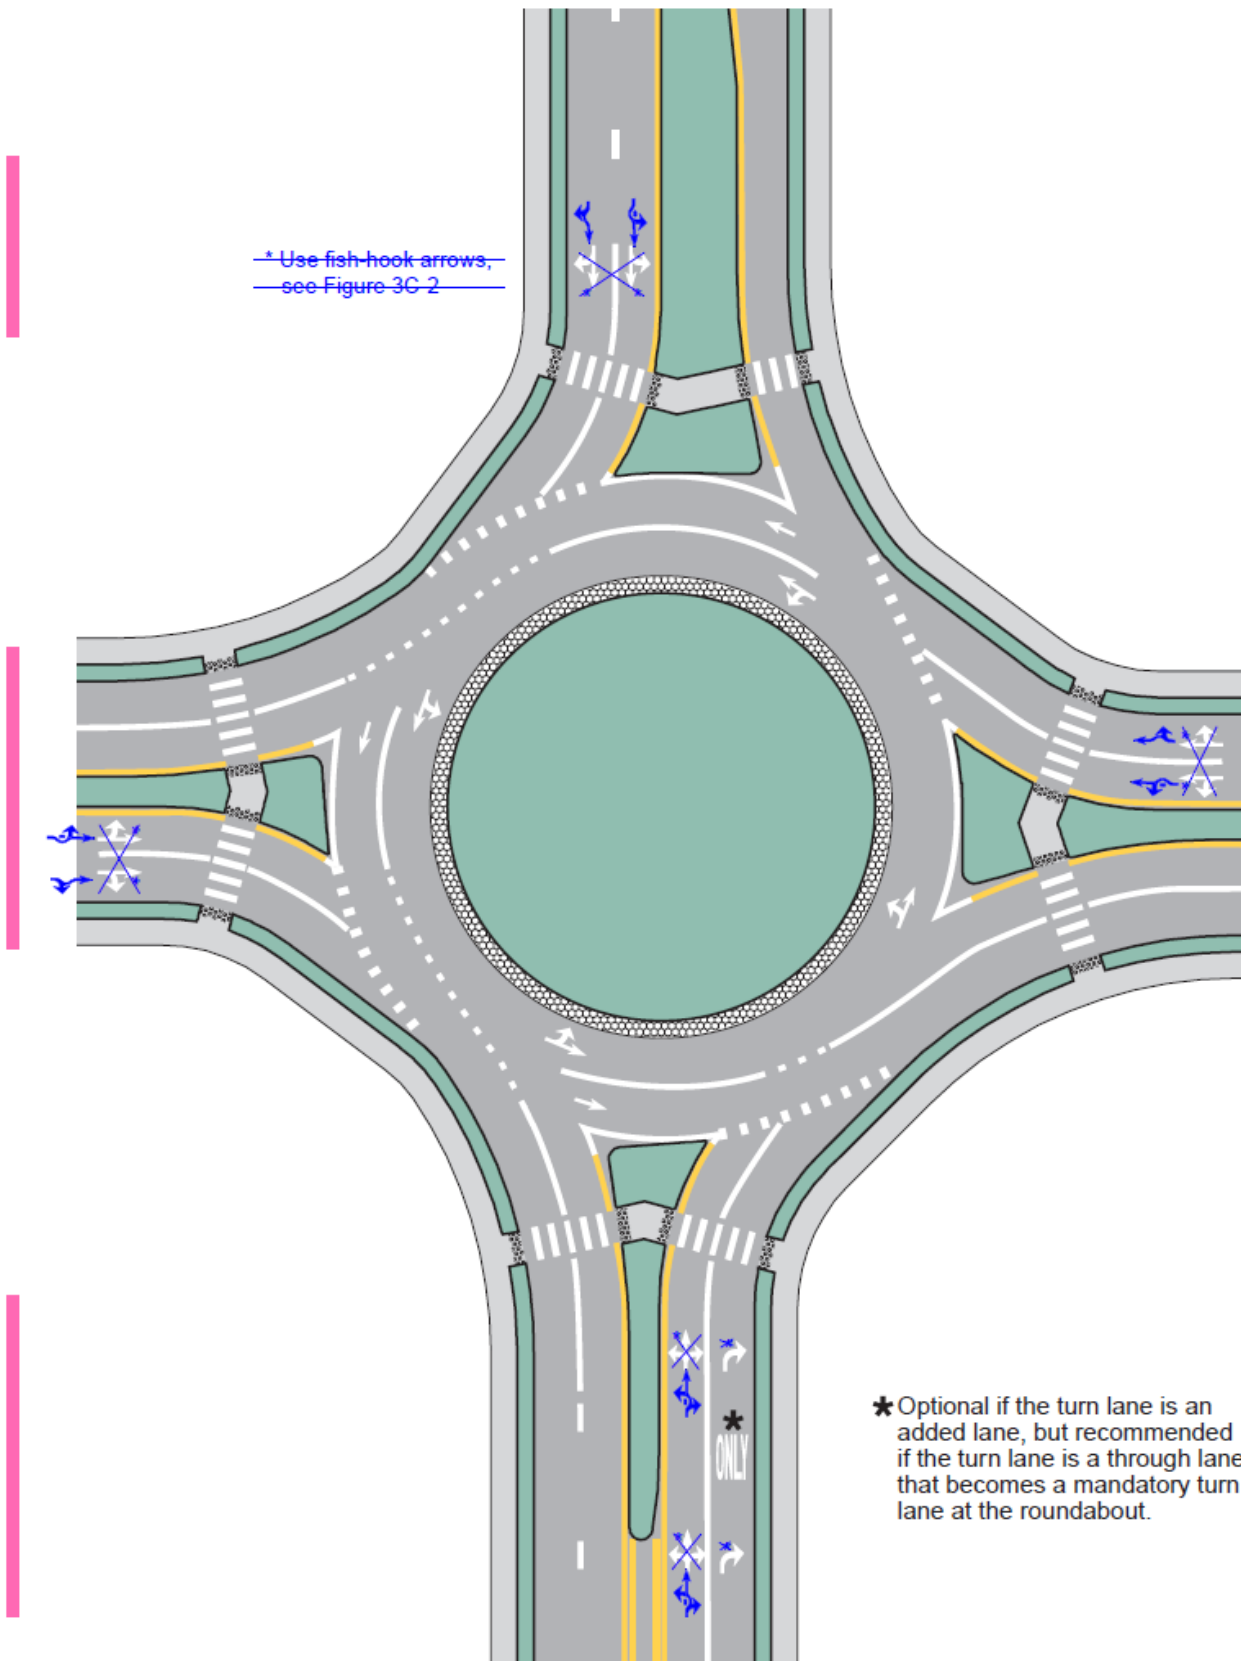 * Use fish-hook arrows,
see Figure 3C-2
* Optional if the turn lane is an
added lane, but recommended
if the turn lane is a through lane
that becomes a mandatory turn
lane at the roundabout.
*
ONLY